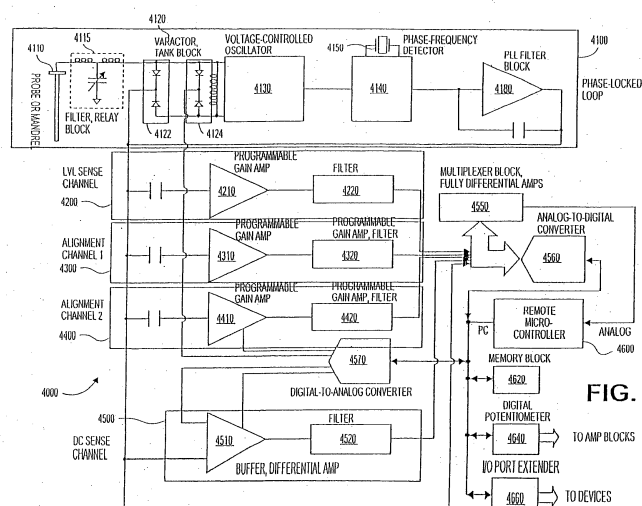 4120
4115
VARACTOR,
TANK BLOCK
VOLTAGE-CONTROLLED
OSCILLATOR
4150
PHASE-FREQUENCY
DETECTOR
4100
4110
PLL FILTER
BLOCK
4130
4140
4180
PHASE-LOCKED
LOOP
PROBE OR MANDREL
FILTER, RELAY
BLOCK
4122
4124
LVL SENSE
CHANNEL
4200
PROGRAMMABLE
GAIN AMP
4210
FILTER
4220
MULTIPLEXER BLOCK,
FULLY DIFFERENTIAL AMPS
4550
ANALOG-TO-DIGITAL
CONVERTER
4560
ALIGNMENT
CHANNEL 1
4300
PROGRAMMABLE
GAIN AMP
4310
PROGRAMMABLE
GAIN AMP, FILTER
4320
ALIGNMENT
CHANNEL 2
4400
PROGRAMMABLE
GAIN AMP
4410
PROGRAMMABLE
GAIN AMP, FILTER
4420
PC
REMOTE
MICRO-
CONTROLLER
ANALOG
4600
4570
DIGITAL-TO-ANALOG CONVERTER
4000
MEMORY BLOCK
4620
FIG.
4500
DC SENSE
CHANNEL
4510
FILTER
4520
BUFFER, DIFFERENTIAL AMP
DIGITAL
POTENTIOMETER
4640
TO AMP BLOCKS
I/O PORT EXTENDER
4660
TO DEVICES